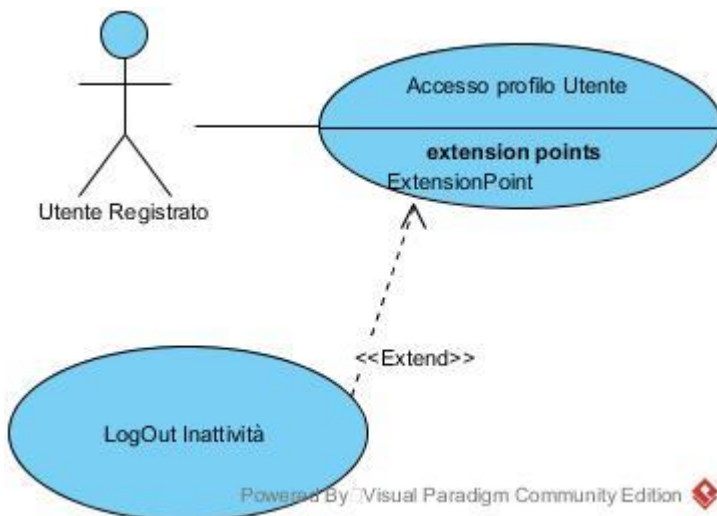 Accesso profilo Utente
extension points
ExtensionPoint
Utente Registrato
<<Extend>>
LogOut Inattività
Powered By Visual Paradigm Community Edition